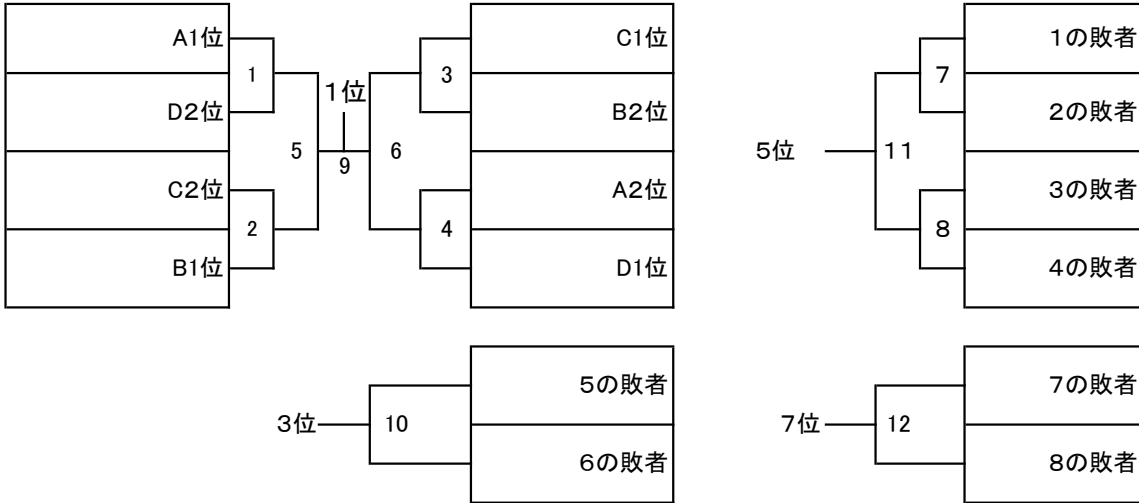 A1位
D2位
C2位
B1位
1
2
5
1位
9
6
3
4
C1位
B2位
A2位
D1位
5位
11
7
8
1の敗者
2の敗者
3の敗者
4の敗者
3位
10
5の敗者
6の敗者
7位
12
7の敗者
8の敗者